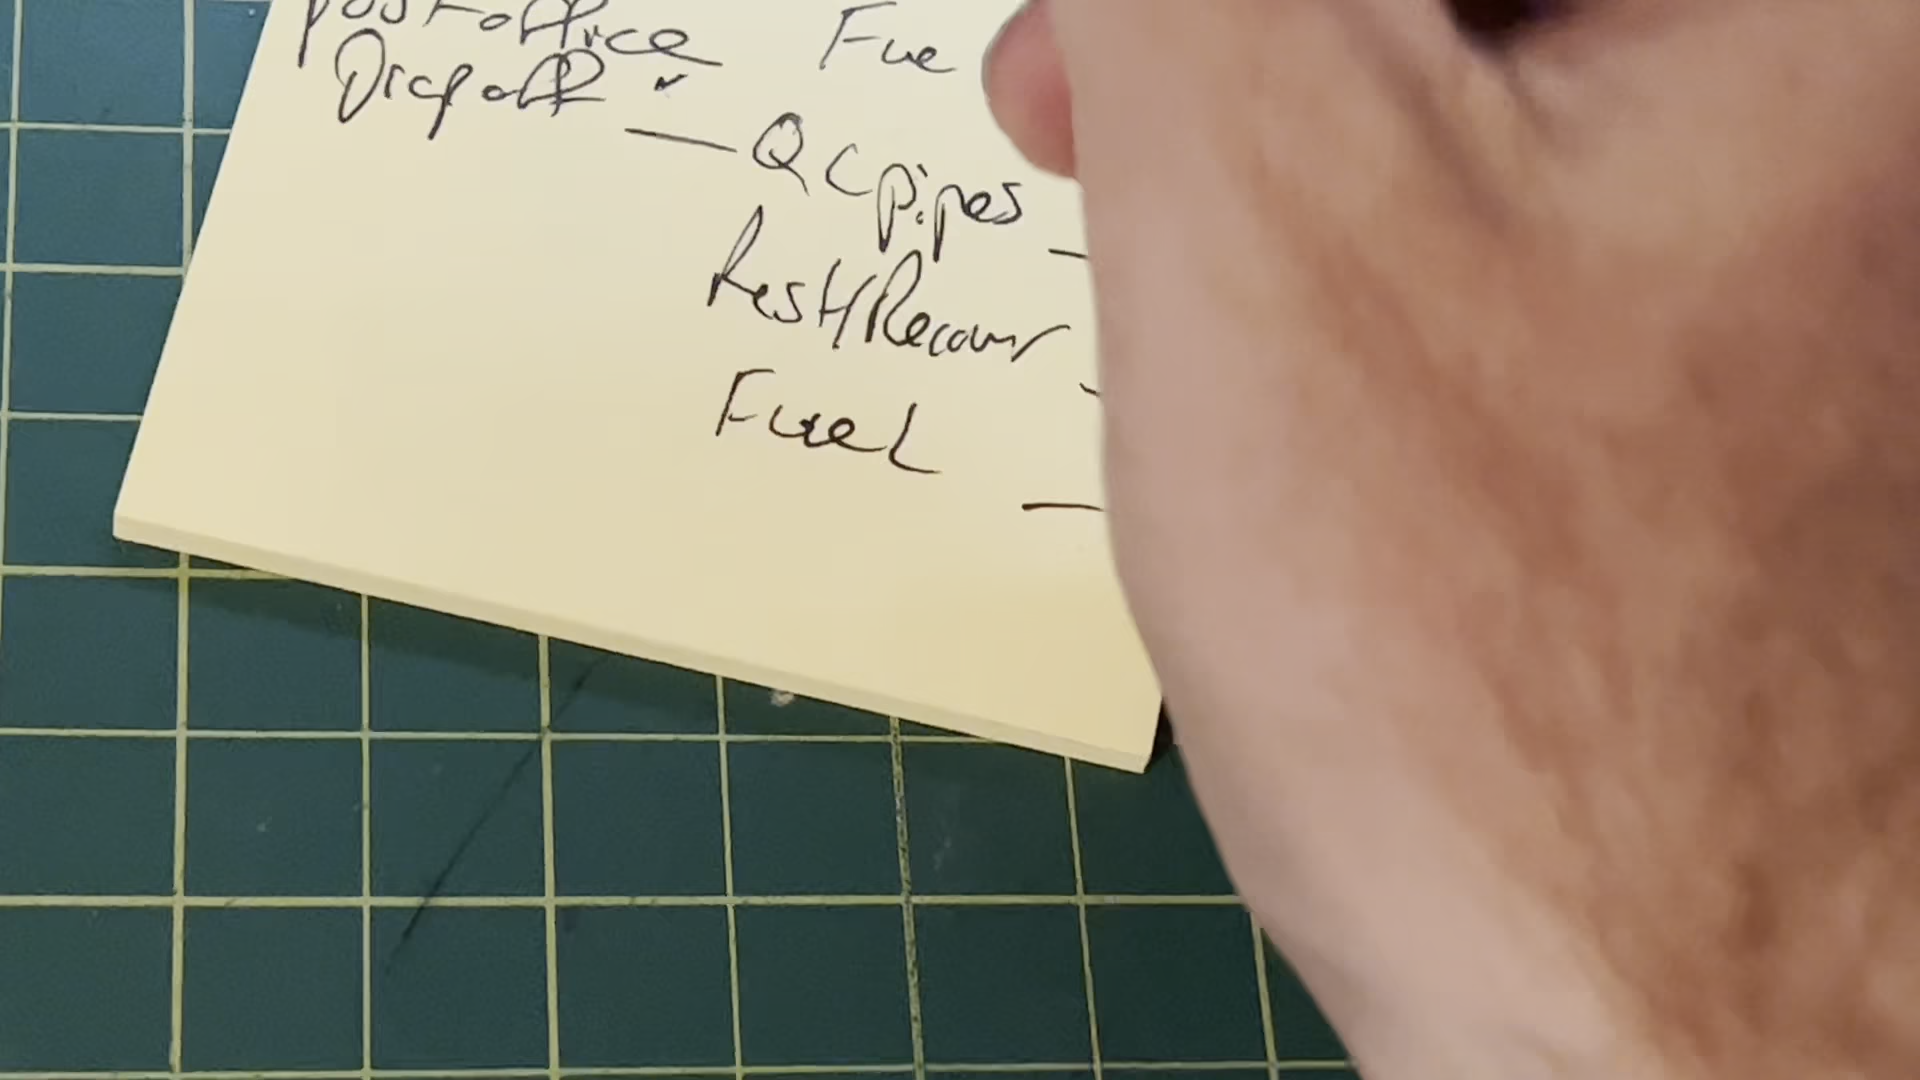 post office Fue
Dropoff
— QC pipes —
Rest/Recover
Fuel
—